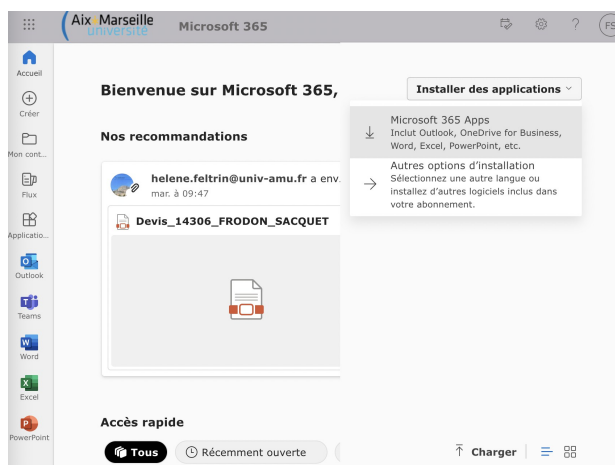 Aix Marseille
université
Microsoft 365
FS
Accueil
Créer
Mon cont...
Flux
Applicatio...
Outlook
Teams
Word
Excel
PowerPoint
Bienvenue sur Microsoft 365,
Installer des applications
Microsoft 365 Apps
Inclut Outlook, OneDrive for Business,
Word, Excel, PowerPoint, etc.
Autres options d’installation
Sélectionnez une autre langue ou
installez d’autres logiciels inclus dans
votre abonnement.
Nos recommandations
helene.feltrin@univ-amu.fr a env
mar. à 09:47
Devis_14306_FRODON_SACQUET
Accès rapide
Tous
Récemment ouverte
Charger